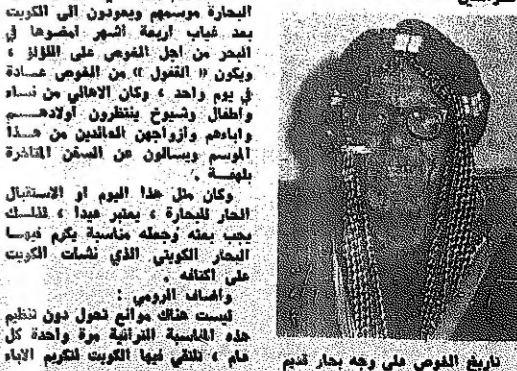 البحارة موسمهم ويعودون الى الكويت
بعد غياب اربعة اشهر امضوها في
البحر من اجل الغوص على اللؤلؤ ،
ويكون « القفول » من الغوص عادة
في يوم واحد ، وكان الاهالي من نساء
واطفال وشيوخ ينتظرون اولادهم
واباءهم وازواجهن العائدين من هذا
الموسم ويسالون عن السفن المتاخرة
بلهفة .
وكان مثل هذا اليوم او الاستقبال
الحار للبحارة ، يعتبر عيدا ، لذلك
يجب بعثه وجعله مناسبة يكرم فيها
البحار الكويتي الذي نشات الكويت
على اكتافه .
واضاف الرومي :
ليست هناك موانع تحول دون تنظيم
هذه المناسبة التراثية مرة واحدة كل
عام ، تلتقي فيها الكويت لتكريم الاباء
تاريخ الغوص على وجه بحار قديم